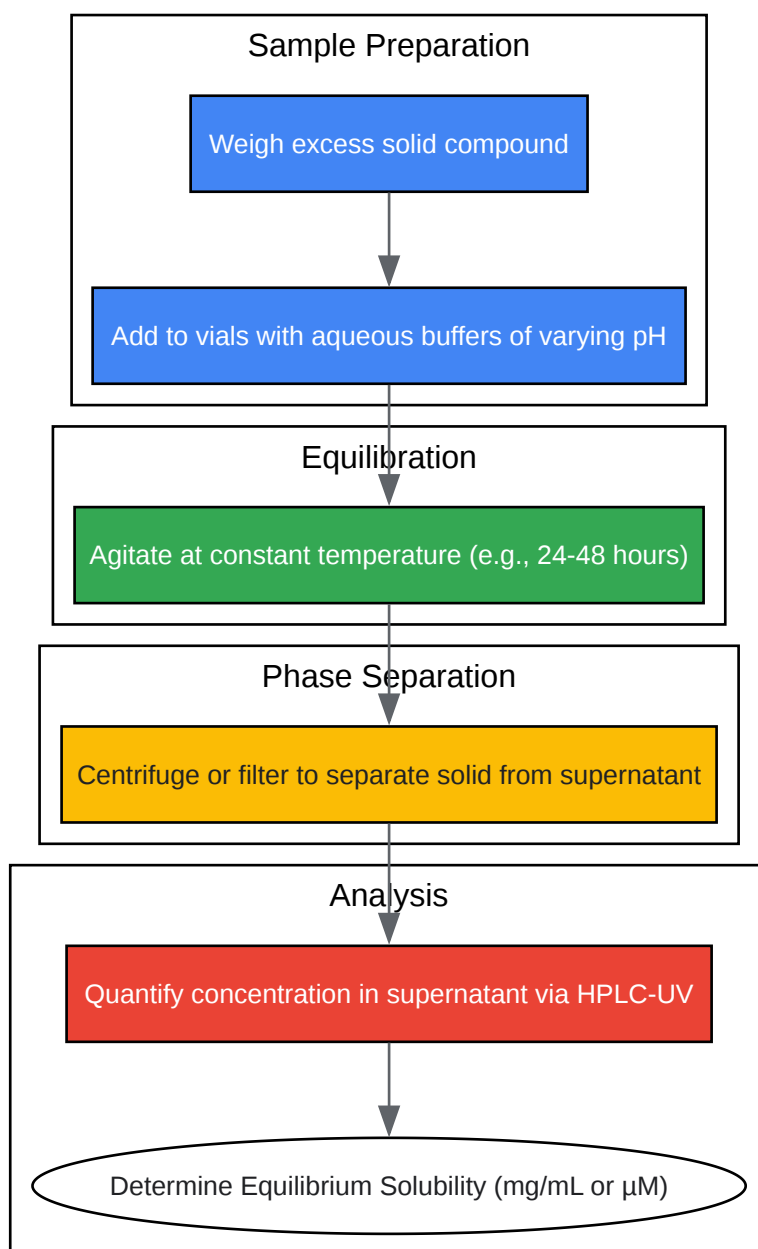 Sample Preparation
Weigh excess solid compound
Add to vials with aqueous buffers of varying pH
Equilibration
Agitate at constant temperature (e.g., 24-48 hours)
Phase Separation
Centrifuge or filter to separate solid from supernatant
Analysis
Quantify concentration in supernatant via HPLC-UV
Determine Equilibrium Solubility (mg/mL or µM)